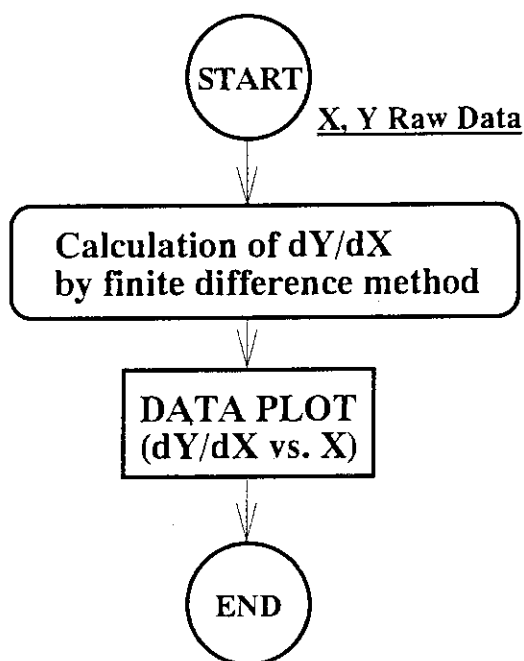 START
X, Y Raw Data
Calculation of dY/dX
by finite difference method
DATA PLOT
(dY/dX vs. X)
END